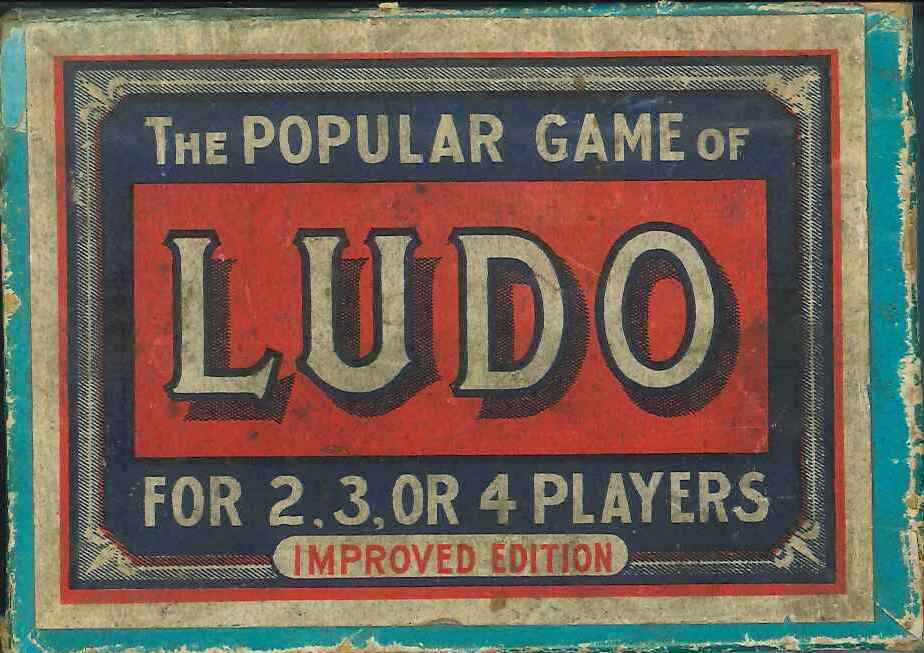 THE POPULAR GAME OF
LUDO
FOR 2, 3, OR 4 PLAYERS
IMPROVED EDITION